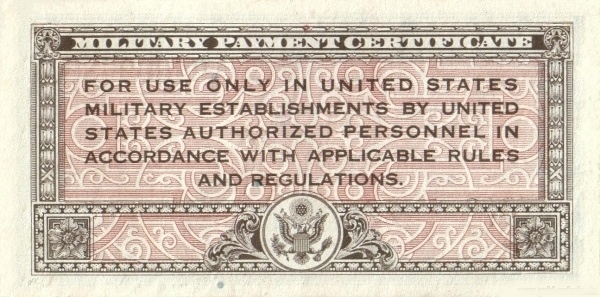 MILITARY PAYMENT CERTIFICATE
FOR USE ONLY IN UNITED STATES
MILITARY ESTABLISHMENTS BY UNITED
STATES AUTHORIZED PERSONNEL IN
ACCORDANCE WITH APPLICABLE RULES
AND REGULATIONS.